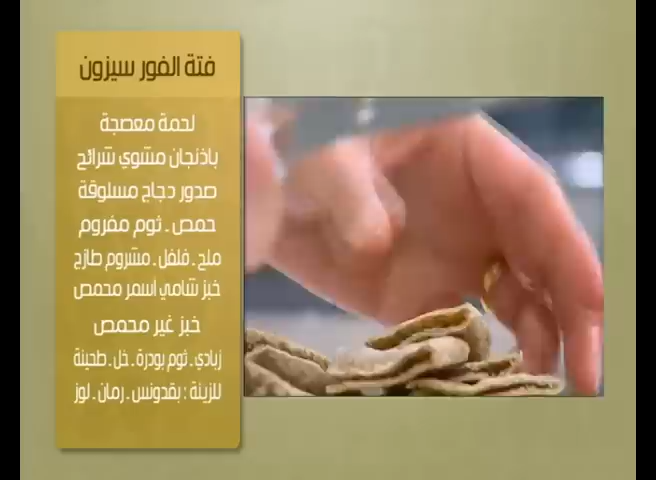 فتة الفور سيزون
لحمة معصجة
باذنجان مشوي شرائح
صدور دجاج مسلوقة
حمص . ثوم مفروم
ملح . فلفل . مشروم طازج
خبز شامي أسمر محمص
خبز غير محمص
زبادي . ثوم بودرة . خل . طحينة
للزينة : بقدونس . رمان . لوز